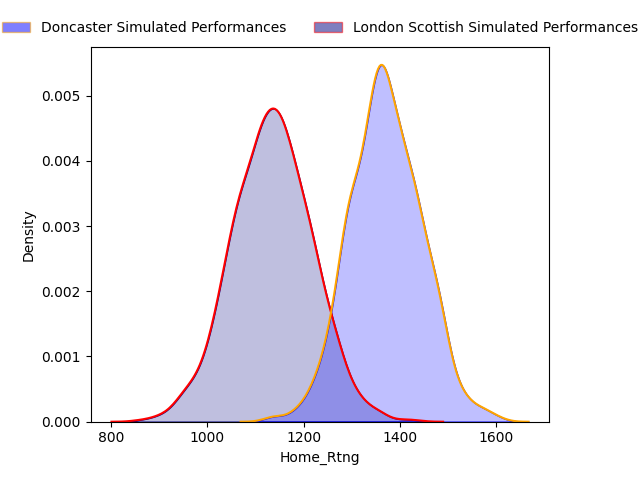 Doncaster Simulated Performances London Scottish Simulated Performances
0.005
0.004
0.003
0.002
0.001
0.000
Density
800 1000 1200 1400 1600
Home_Rtng